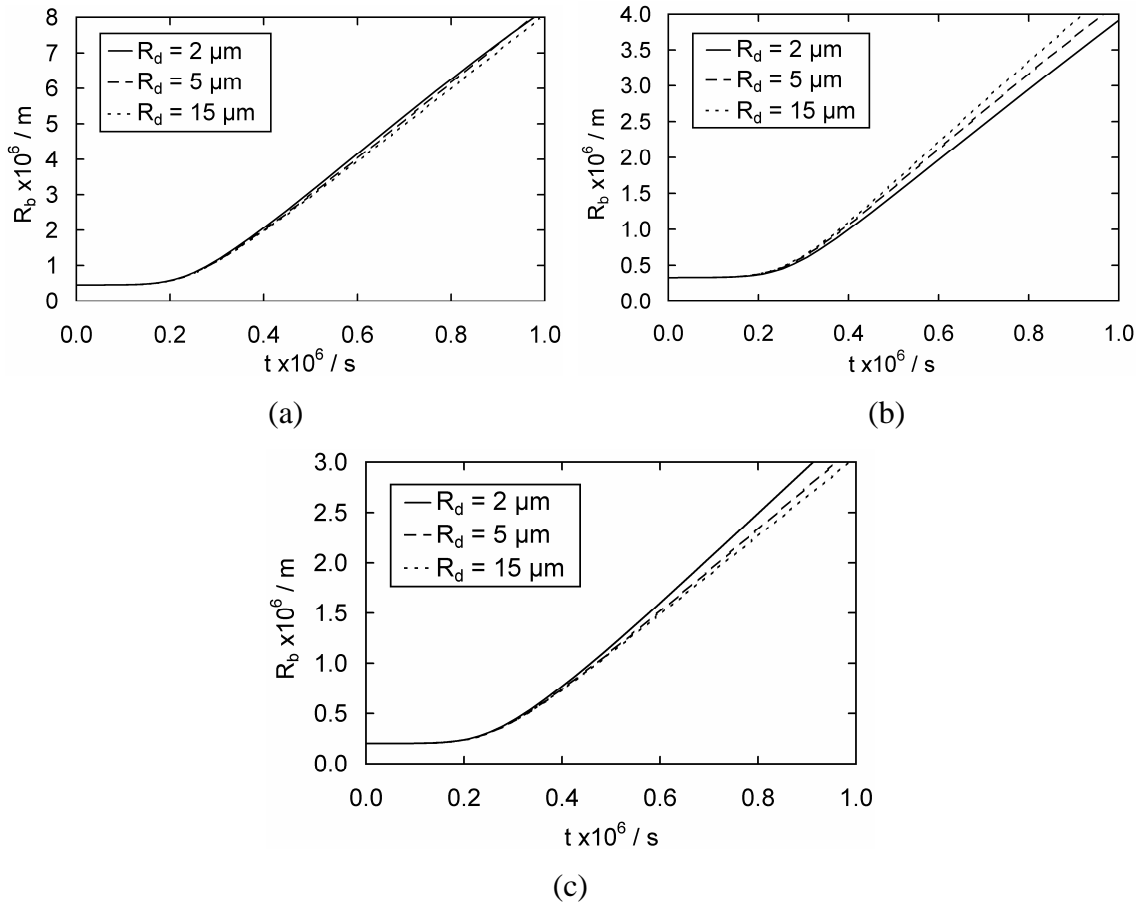 8
7
6
5
4
3
2
1
0
R_b x10^6 / m
R_d = 2 µm
R_d = 5 µm
R_d = 15 µm
0.0 0.2 0.4 0.6 0.8 1.0
t x10^6 / s
(a)
4.0
3.5
3.0
2.5
2.0
1.5
1.0
0.5
0.0
R_b x10^6 / m
R_d = 2 µm
R_d = 5 µm
R_d = 15 µm
0.0 0.2 0.4 0.6 0.8 1.0
t x10^6 / s
(b)
3.0
2.5
2.0
1.5
1.0
0.5
0.0
R_b x10^6 / m
R_d = 2 µm
R_d = 5 µm
R_d = 15 µm
0.0 0.2 0.4 0.6 0.8 1.0
t x10^6 / s
(c)